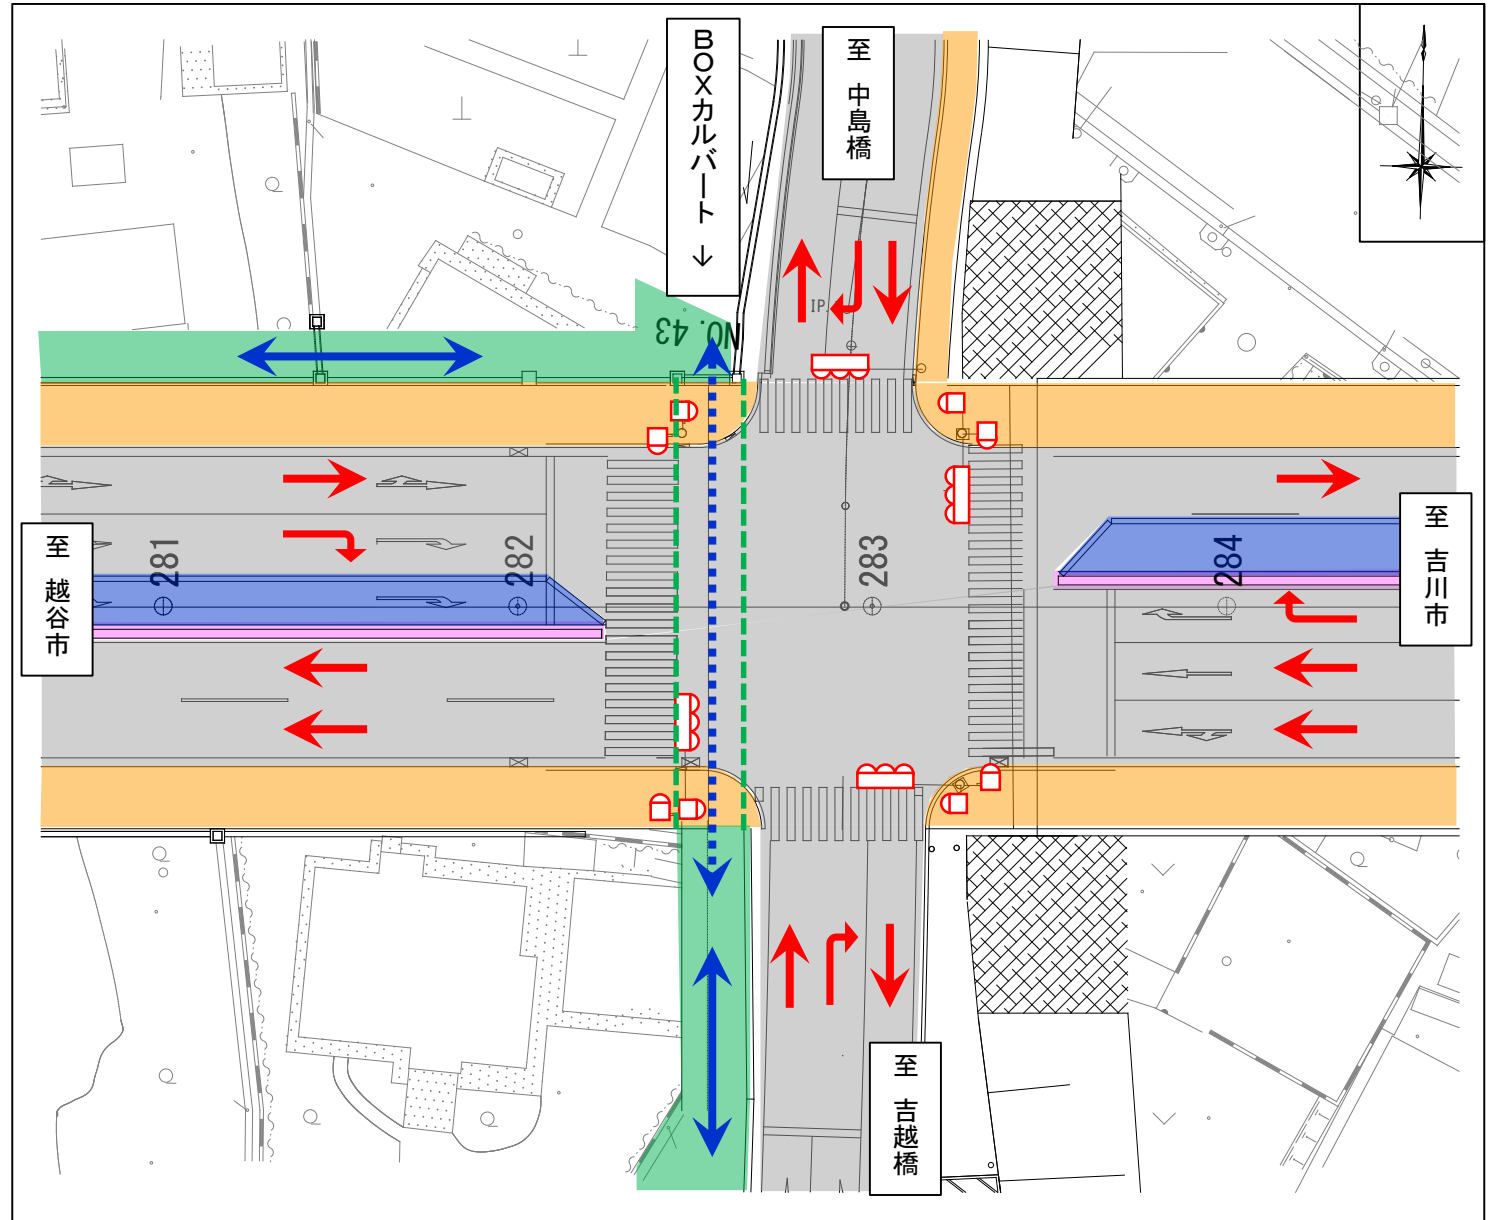 BOXカルバート ↓
至 中島橋
IP.
NO. 43
至 越谷市
281
282
283
284
至 吉川市
至 吉越橋